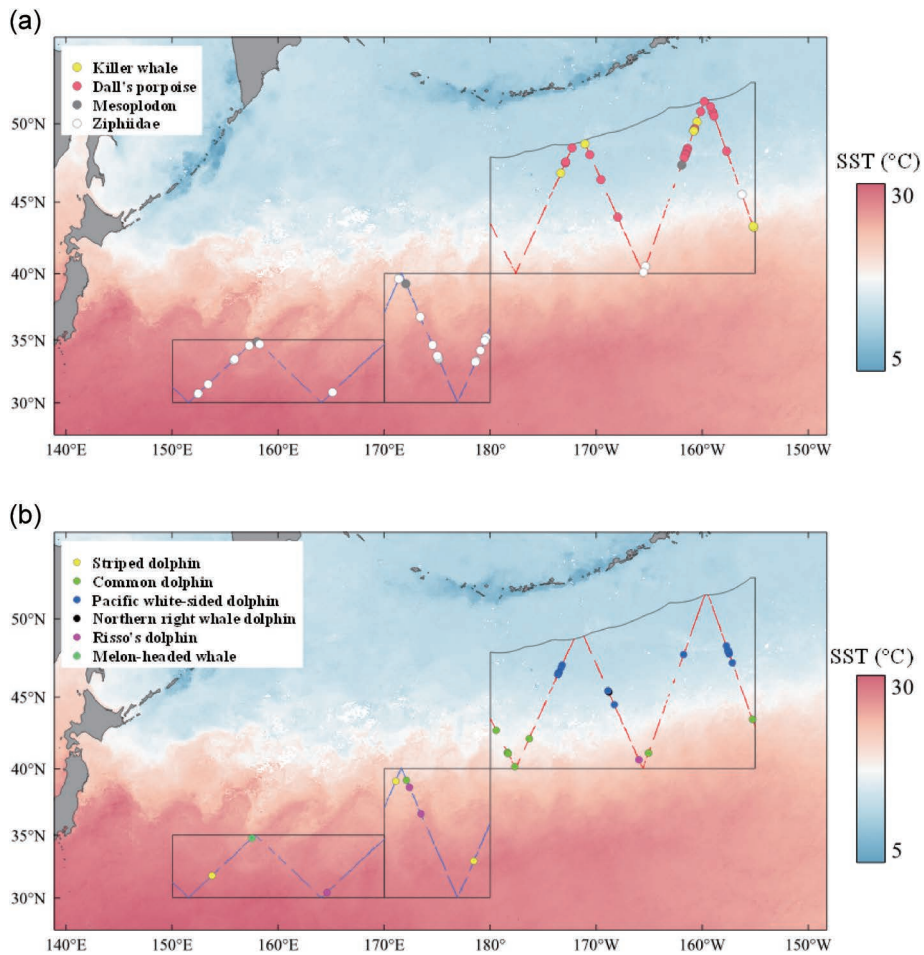 (a)
Killer whale
Dall's porpoise
Mesoplodon
Ziphiidae
50°N
45°N
40°N
35°N
30°N
140°E
150°E
160°E
170°E
180°
170°W
160°W
150°W
SST (°C)
30
5
(b)
Striped dolphin
Common dolphin
Pacific white-sided dolphin
Northern right whale dolphin
Risso's dolphin
Melon-headed whale
50°N
45°N
40°N
35°N
30°N
140°E
150°E
160°E
170°E
180°
170°W
160°W
150°W
SST (°C)
30
5